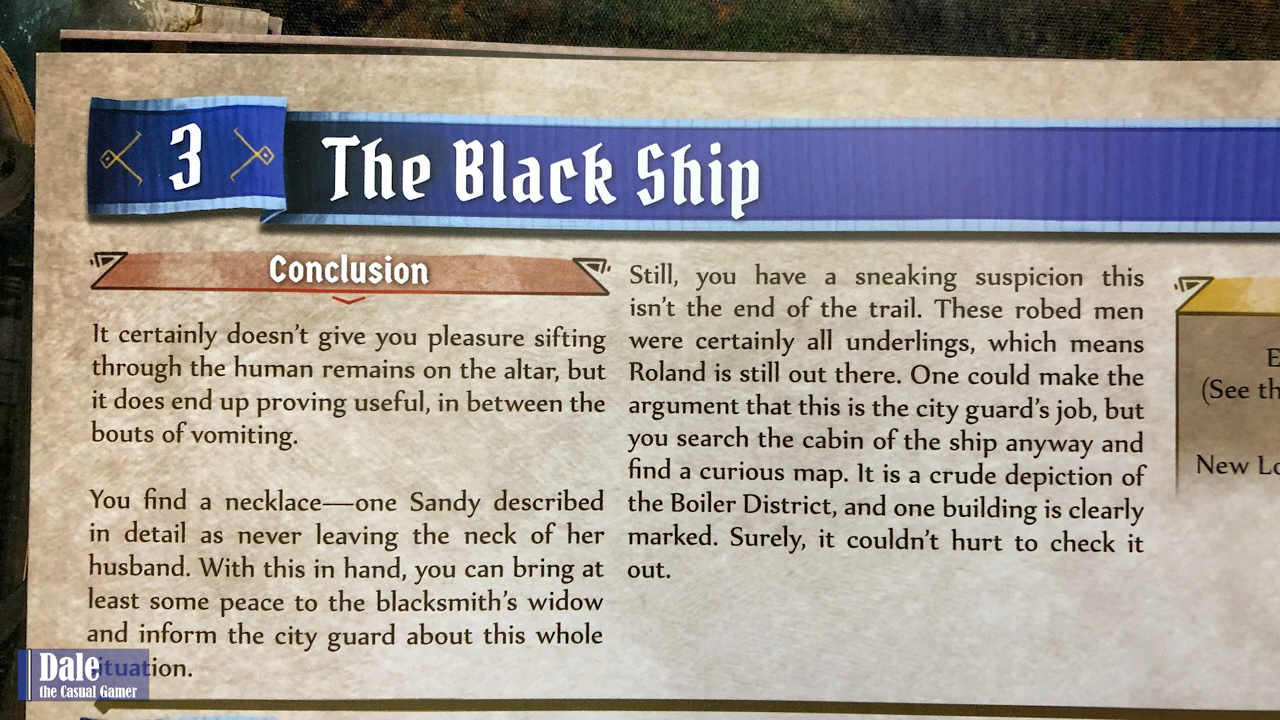 3
The Black Ship
Conclusion
It certainly doesn't give you pleasure sifting
through the human remains on the altar, but
it does end up proving useful, in between the
bouts of vomiting.
You find a necklace—one Sandy described
in detail as never leaving the neck of her
husband. With this in hand, you can bring at
least some peace to the blacksmith's widow
and inform the city guard about this whole
situation.
Still, you have a sneaking suspicion this
isn't the end of the trail. These robed men
were certainly all underlings, which means
Roland is still out there. One could make the
argument that this is the city guard's job, but
you search the cabin of the ship anyway and
find a curious map. It is a crude depiction of
the Boiler District, and one building is clearly
marked. Surely, it couldn't hurt to check it
out.
(See
New
Dale
the Casual Gamer